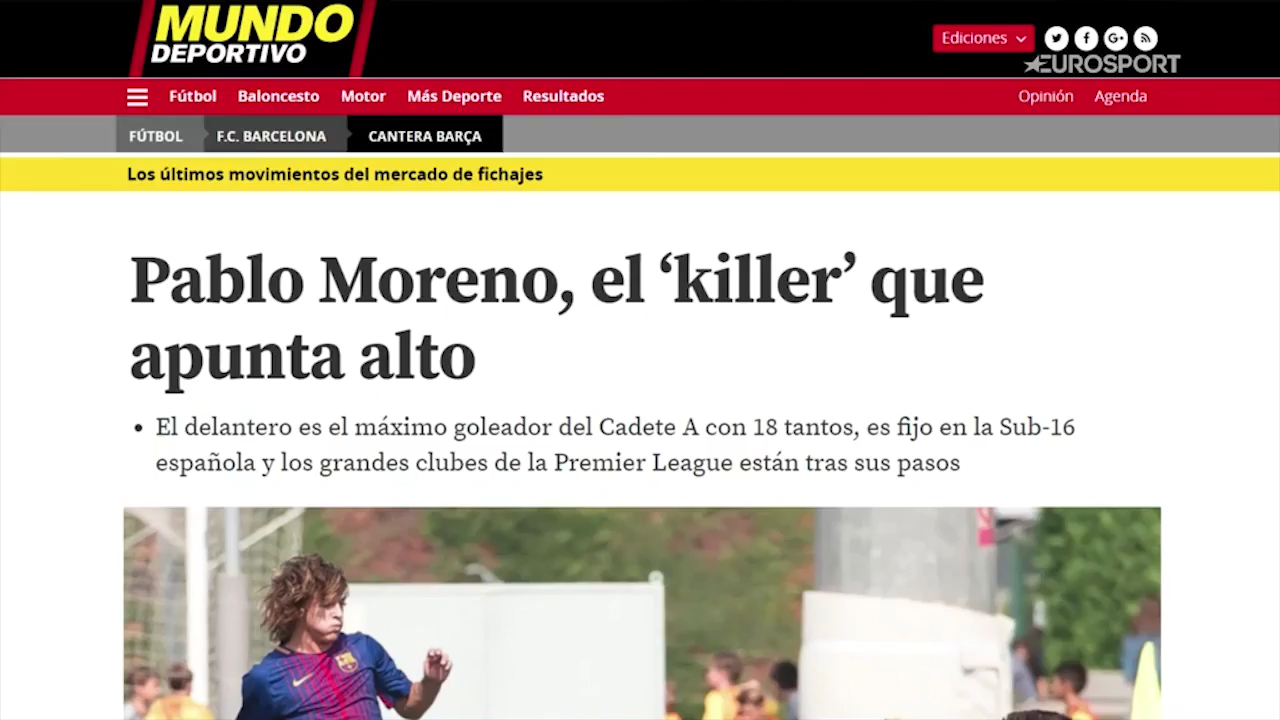 MUNDO
DEPORTIVO
Ediciones
EUROSPORT
Fútbol Baloncesto Motor Más Deporte Resultados Opinión Agenda
FÚTBOL F.C. BARCELONA CANTERA BARÇA
Los últimos movimientos del mercado de fichajes
Pablo Moreno, el ‘killer’ que
apunta alto
• El delantero es el máximo goleador del Cadete A con 18 tantos, es fijo en la Sub-16
española y los grandes clubes de la Premier League están tras sus pasos